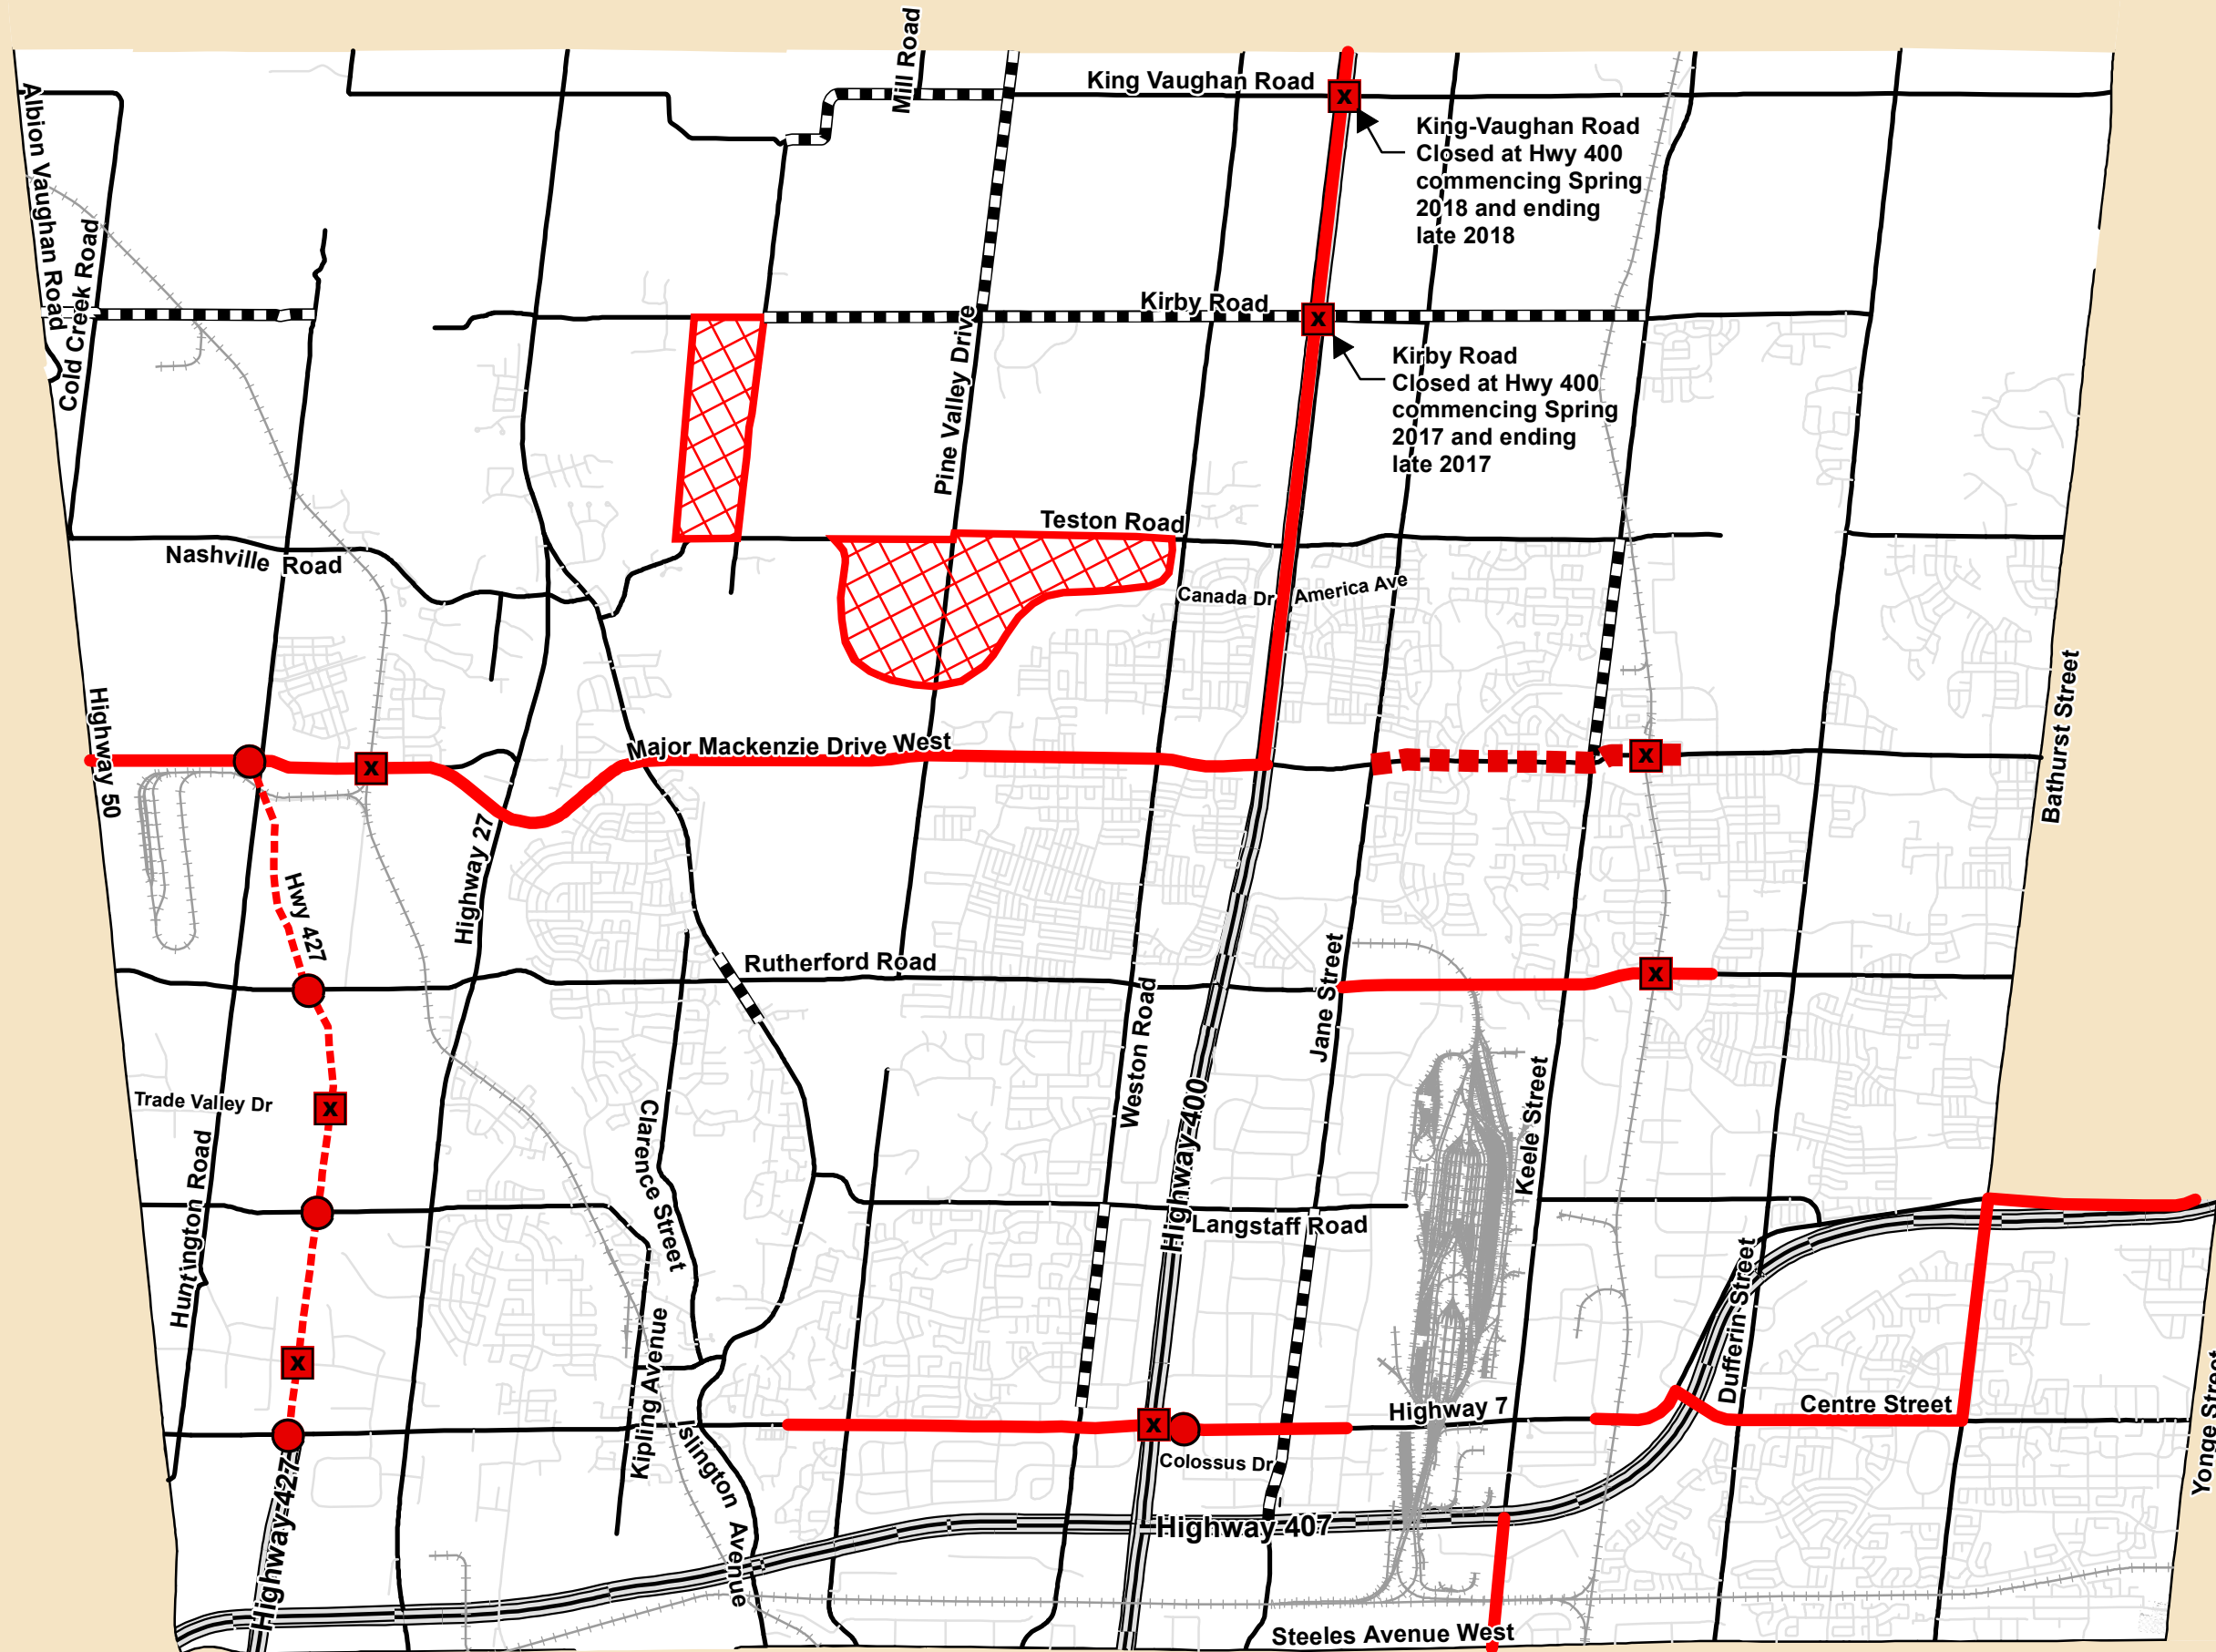 Mill Road
King Vaughan Road
x
King-Vaughan Road
Closed at Hwy 400
commencing Spring
2018 and ending
late 2018
Albion Vaughan Road
Cold Creek Road
Kirby Road
x
Kirby Road
Closed at Hwy 400
commencing Spring
2017 and ending
late 2017
Pine Valley Drive
Teston Road
Nashville Road
Canada Dr
America Ave
Highway 50
Major Mackenzie Drive West
x
x
Bathurst Street
Highway 27
Hwy 427
Rutherford Road
x
Weston Road
Jane Street
Keele Street
Trade Valley Dr
x
Huntington Road
Clarence Street
Highway 400
Langstaff Road
Dufferin Street
x
Kipling Avenue
Islington Avenue
x
Highway 7
Centre Street
Colossus Dr
Yonge Street
Highway 427
Highway 407
Steeles Avenue West